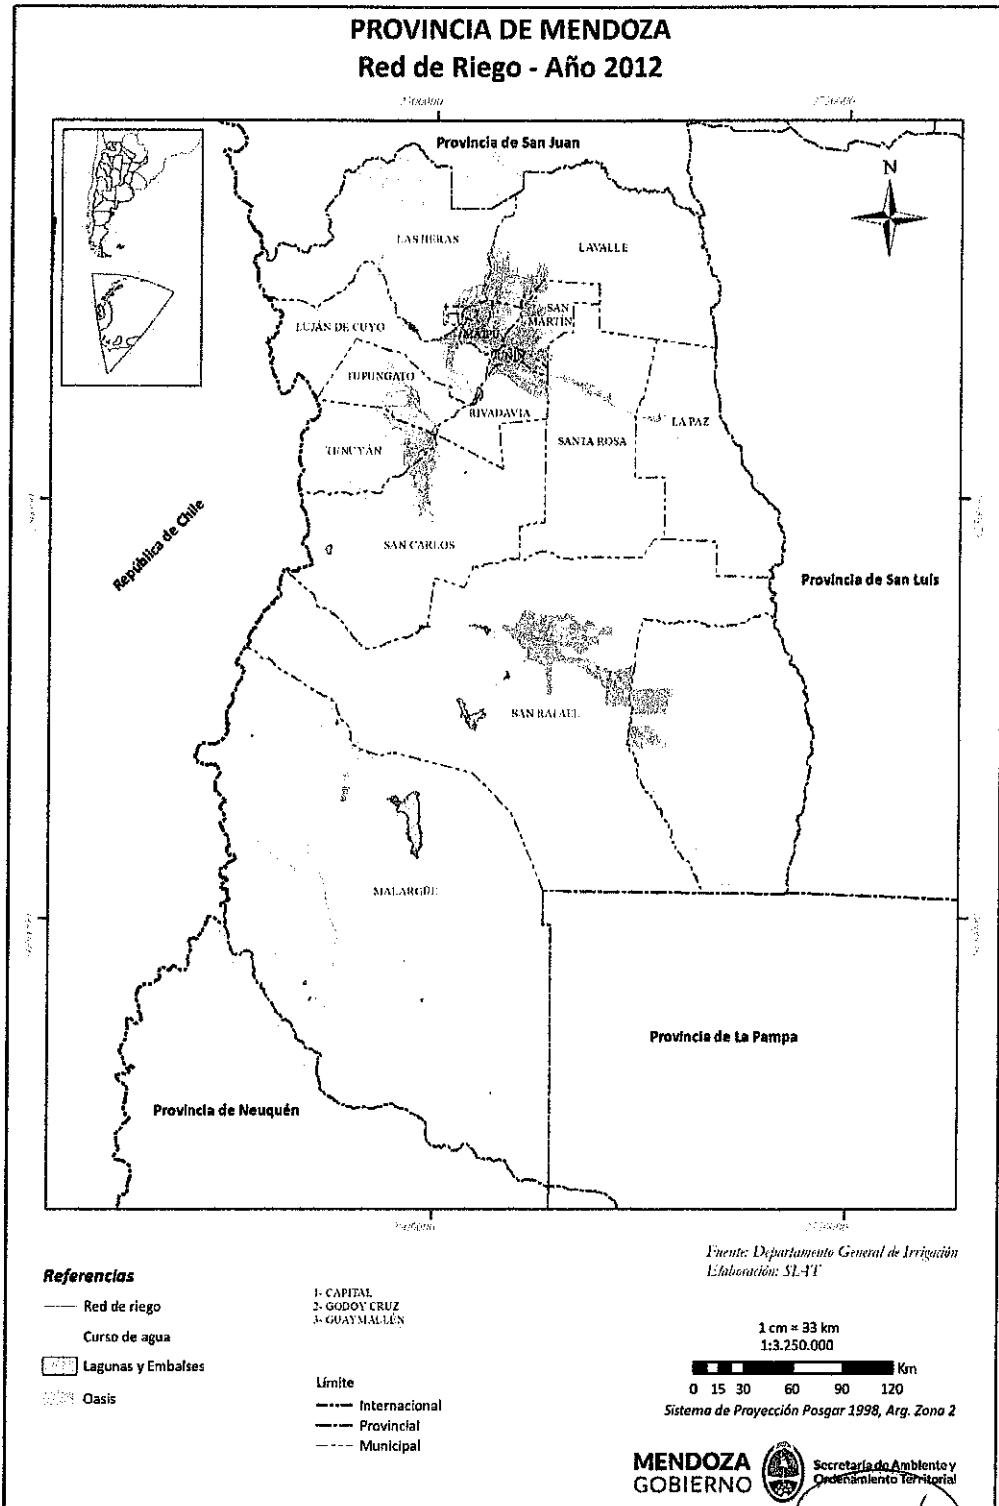 PROVINCIA DE MENDOZA
Red de Riego - Año 2012
Provincia de San Juan
N
LAS HERAS
LAVALLE
SAN
MARTÍN
LUJÁN DE CUYO
MAIPÚ
JUNÍN
TUPUNGATO
RIVADAVIA
LA PAZ
SANTA ROSA
TUNUYÁN
República de Chile
SAN CARLOS
Provincia de San Luis
SAN RAFAEL
MALARGÜE
Provincia de La Pampa
Provincia de Neuquén
Fuente: Departamento General de Irrigación
Elaboración: SIAT
Referencias
Red de riego
Curso de agua
Lagunas y Embalses
Oasis
1- CAPITAL
2- GODOY CRUZ
3- GUAYMALLÉN
Límite
Internacional
Provincial
Municipal
1 cm = 33 km
1:3.250.000
Km
0 15 30 60 90 120
Sistema de Proyección Posgar 1998, Arg. Zona 2
MENDOZA
GOBIERNO
Secretaría de Ambiente y
Ordenamiento Territorial